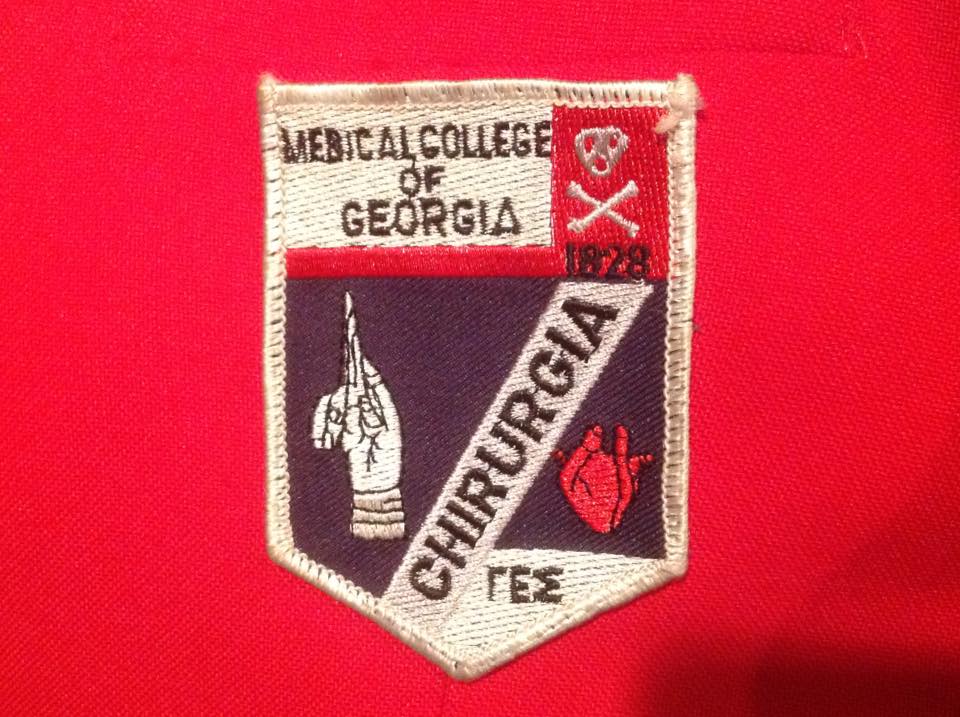 MEDICAL COLLEGE
OF
GEORGIA
1828
CHIRURGIA
ΓΕΣ